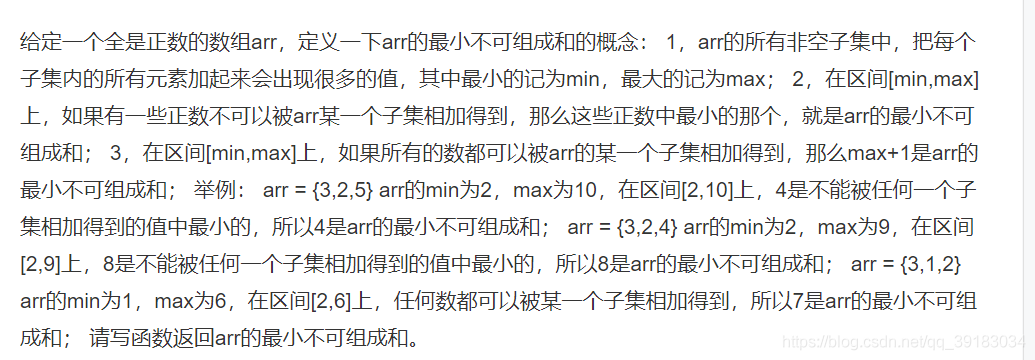 给定一个全是正数的数组arr，定义一下arr的最小不可组成和的概念： 1，arr的所有非空子集中，把每个
子集内的所有元素加起来会出现很多的值，其中最小的记为min，最大的记为max； 2，在区间[min,max]
上，如果有一些正数不可以被arr某一个子集相加得到，那么这些正数中最小的那个，就是arr的最小不可
组成和； 3，在区间[min,max]上，如果所有的数都可以被arr的某一个子集相加得到，那么max+1是arr的
最小不可组成和； 举例： arr = {3,2,5} arr的min为2，max为10，在区间[2,10]上，4是不能被任何一个子
集相加得到的值中最小的，所以4是arr的最小不可组成和； arr = {3,2,4} arr的min为2，max为9，在区间
[2,9]上，8是不能被任何一个子集相加得到的值中最小的，所以8是arr的最小不可组成和； arr = {3,1,2}
arr的min为1，max为6，在区间[2,6]上，任何数都可以被某一个子集相加得到，所以7是arr的最小不可组
成和； 请写函数返回arr的最小不可组成和。
https://blog.csdn.net/qq_39183034